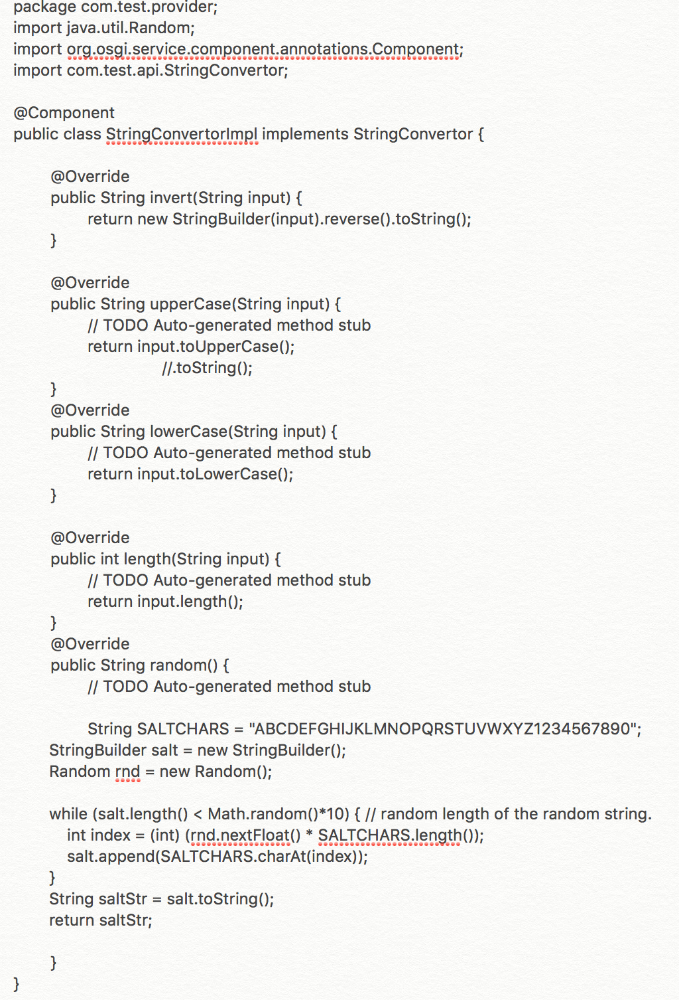 package com.test.provider;
import java.util.Random;
import org.osgi.service.component.annotations.Component;
import com.test.api.StringConvertor;
@Component
public class StringConvertorImpl implements StringConvertor {
@Override
public String invert(String input) {
return new StringBuilder(input).reverse().toString();
}
@Override
public String upperCase(String input) {
// TODO Auto-generated method stub
return input.toUpperCase();
//.toString();
}
@Override
public String lowerCase(String input) {
// TODO Auto-generated method stub
return input.toLowerCase();
}
@Override
public int length(String input) {
// TODO Auto-generated method stub
return input.length();
}
@Override
public String random() {
// TODO Auto-generated method stub
String SALTCHARS = "ABCDEFGHIJKLMNOPQRSTUVWXYZ1234567890";
StringBuilder salt = new StringBuilder();
Random rnd = new Random();
while (salt.length() < Math.random()*10) { // random length of the random string.
int index = (int) (rnd.nextFloat() * SALTCHARS.length());
salt.append(SALTCHARS.charAt(index));
}
String saltStr = salt.toString();
return saltStr;
}
}